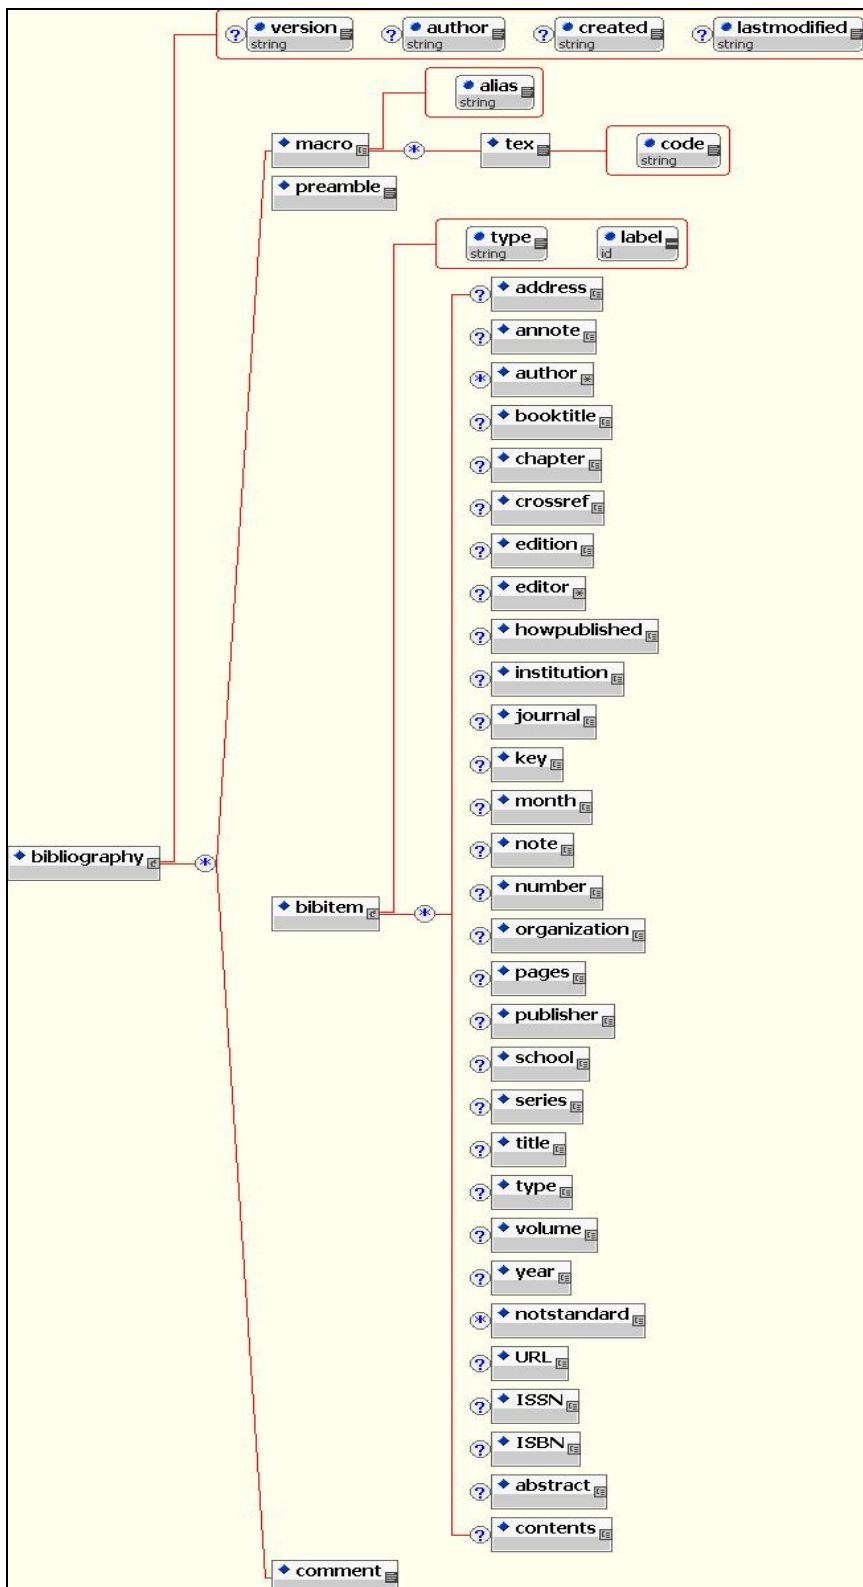 ? version ? author ? created ? lastmodified
string string string string
alias
string
macro * tex code
string
preamble
type label
string id
? address
? annote
* author
? booktitle
? chapter
? crossref
? edition
? editor
? howpublished
? institution
? journal
? key
? month
? note
bibliography *
? number
bibitem *
? organization
? pages
? publisher
? school
? series
? title
? type
? volume
? year
* notstandard
? URL
? ISSN
? ISBN
? abstract
? contents
comment